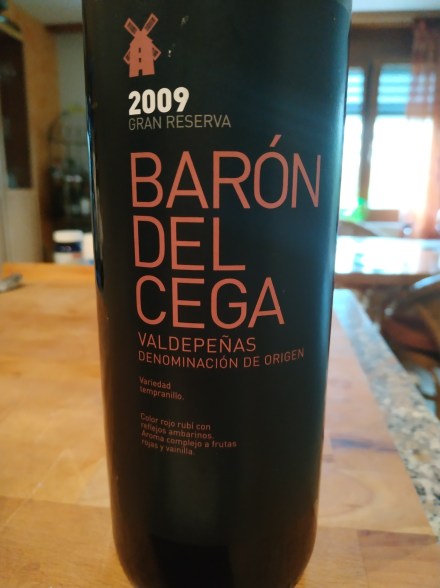 2009
GRAN RESERVA
BARÓN
DEL
CEGA
VALDEPEÑAS
DENOMINACIÓN DE ORIGEN
Variedad
tempranillo.
Color rojo rubí con
reflejos ambarinos.
Aroma complejo a frutas
rojas y vainilla.